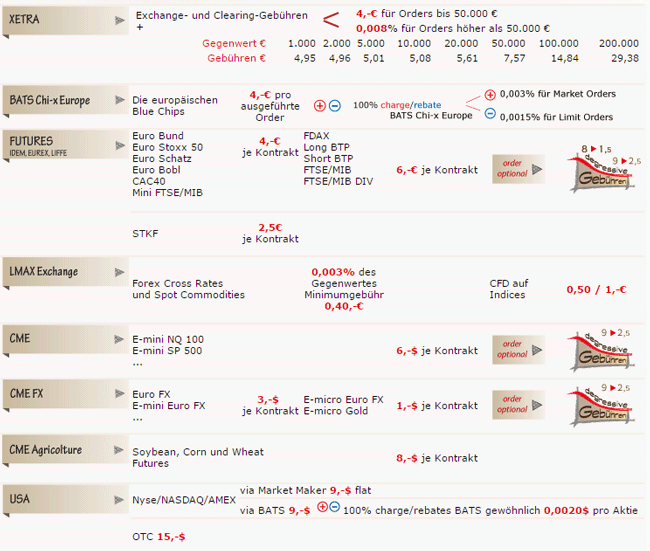 XETRA
Exchange- und Clearing-Gebühren
+
<
4,-€ für Orders bis 50.000 €
0,008% für Orders höher als 50.000 €
Gegenwert € 1.000 2.000 5.000 10.000 20.000 50.000 100.000 200.000
Gebühren € 4,95 4,96 5,01 5,08 5,61 7,57 14,84 29,38
BATS Chi-x Europe
Die europäischen
Blue Chips
4,-€ pro
ausgeführte
Order
+ −
100% charge/rebate
BATS Chi-x Europe
+ 0,003% für Market Orders
− 0,0015% für Limit Orders
FUTURES
IDEM, EUREX, LIFFE
Euro Bund
Euro Stoxx 50
Euro Schatz
Euro Bobl
CAC40
Mini FTSE/MIB
4,-€
je Kontrakt
FDAX
Long BTP
Short BTP
FTSE/MIB
FTSE/MIB DIV
6,-€ je Kontrakt
order
optional
8 1,5
9 2,5
degressive
Gebühren
STKF
2,5€
je Kontrakt
LMAX Exchange
Forex Cross Rates
und Spot Commodities
0,003% des
Gegenwertes
Minimumgebühr
0,40,-€
CFD auf
Indices
0,50 / 1,-€
CME
E-mini NQ 100
E-mini SP 500
...
6,-$ je Kontrakt
order
optional
9 2,5
degressive
Gebühren
CME FX
Euro FX
E-mini Euro FX
...
3,-$
je Kontrakt
E-micro Euro FX
E-micro Gold
1,-$ je Kontrakt
order
optional
9 2,5
degressive
Gebühren
CME Agricolture
Soybean, Corn und Wheat
Futures
8,-$ je Kontrakt
USA
Nyse/NASDAQ/AMEX
via Market Maker 9,-$ flat
via BATS 9,-$ + − 100% charge/rebates BATS gewöhnlich 0,0020$ pro Aktie
OTC 15,-$